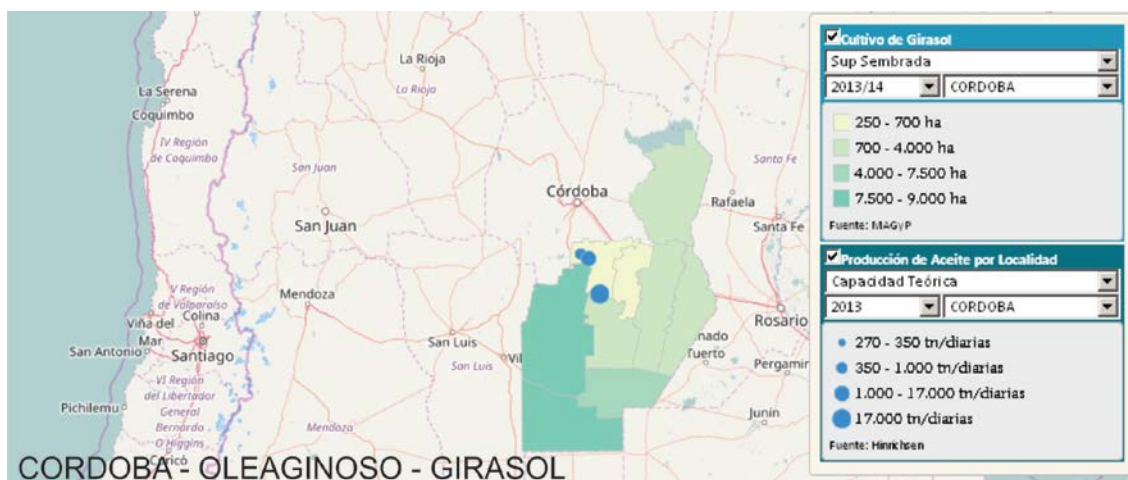 La Rioja
La Rioja
La Serena
Coquimbo
IV Región
de Coquimbo
San Juan
San Juan
Córdoba
Santa Fe
Rafaela
Santa Fe
Mendoza
V Región
de Valparaíso
Viña del
Mar
Colina
San Antonio
Santiago
San Luis
San Luis
Rosario
Pergamin
Junín
VI Región
del Libertador
General
Bernardo
O'Higgins
Pichilemu
Curicó
Mendoza
CORDOBA - OLEAGINOSO - GIRASOL
Cultivo de Girasol
Sup Sembrada
2013/14 CORDOBA
250 - 700 ha
700 - 4.000 ha
4.000 - 7.500 ha
7.500 - 9.000 ha
Fuente: MAGyP
Producción de Aceite por Localidad
Capacidad Teórica
2013 CORDOBA
270 - 350 tn/diarias
350 - 1.000 tn/diarias
1.000 - 17.000 tn/diarias
17.000 tn/diarias
Fuente: Hinrichsen